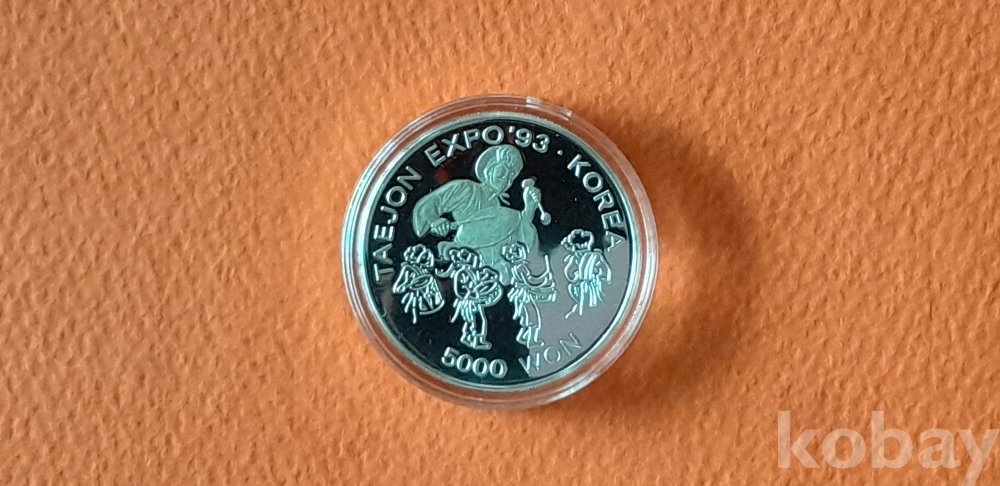 TAEJON EXPO '93 · KOREA
5000 WON
kobay